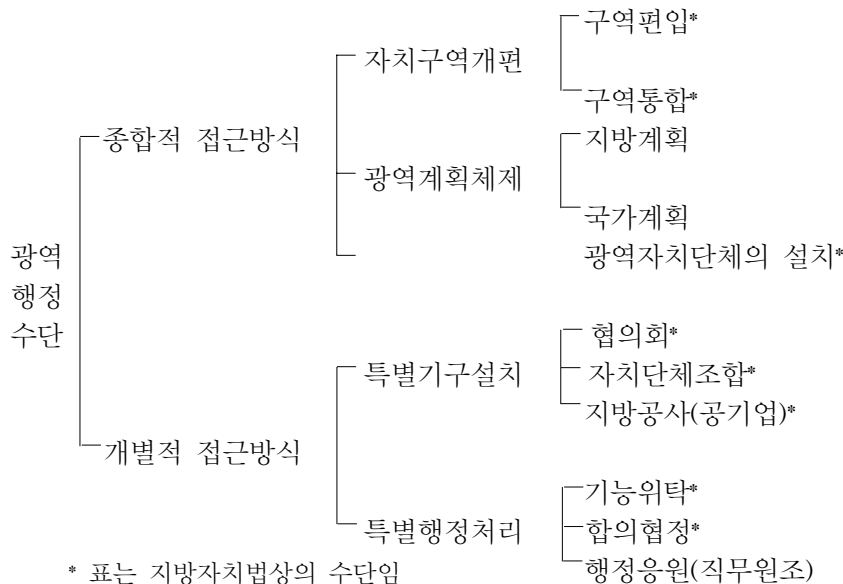 광역
행정
수단
종합적 접근방식
자치구역개편
구역편입*
구역통합*
광역계획체제
지방계획
국가계획
광역자치단체의 설치*
개별적 접근방식
특별기구설치
협의회*
자치단체조합*
지방공사(공기업)*
특별행정처리
기능위탁*
합의협정*
행정응원(직무원조)
* 표는 지방자치법상의 수단임